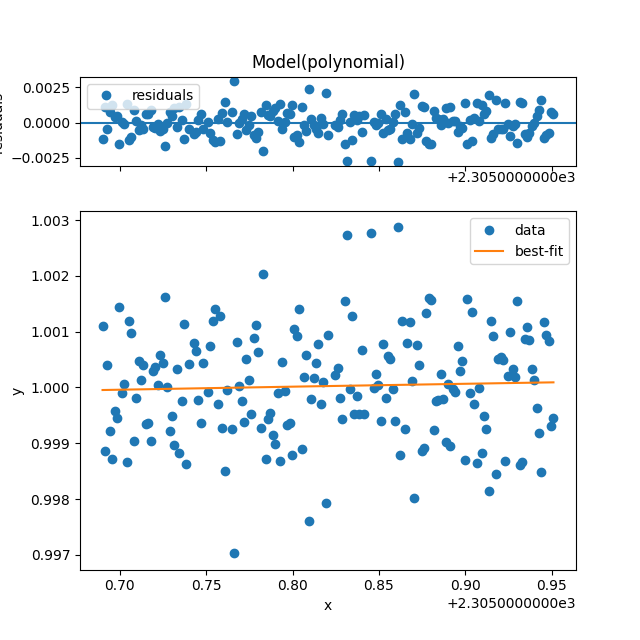 Model(polynomial)
0.0025
0.0000
−0.0025
residuals
+2.3050000000e3
1.003
1.002
1.001
1.000
0.999
0.998
0.997
y
data
best-fit
0.70 0.75 0.80 0.85 0.90 0.95
x
+2.3050000000e3